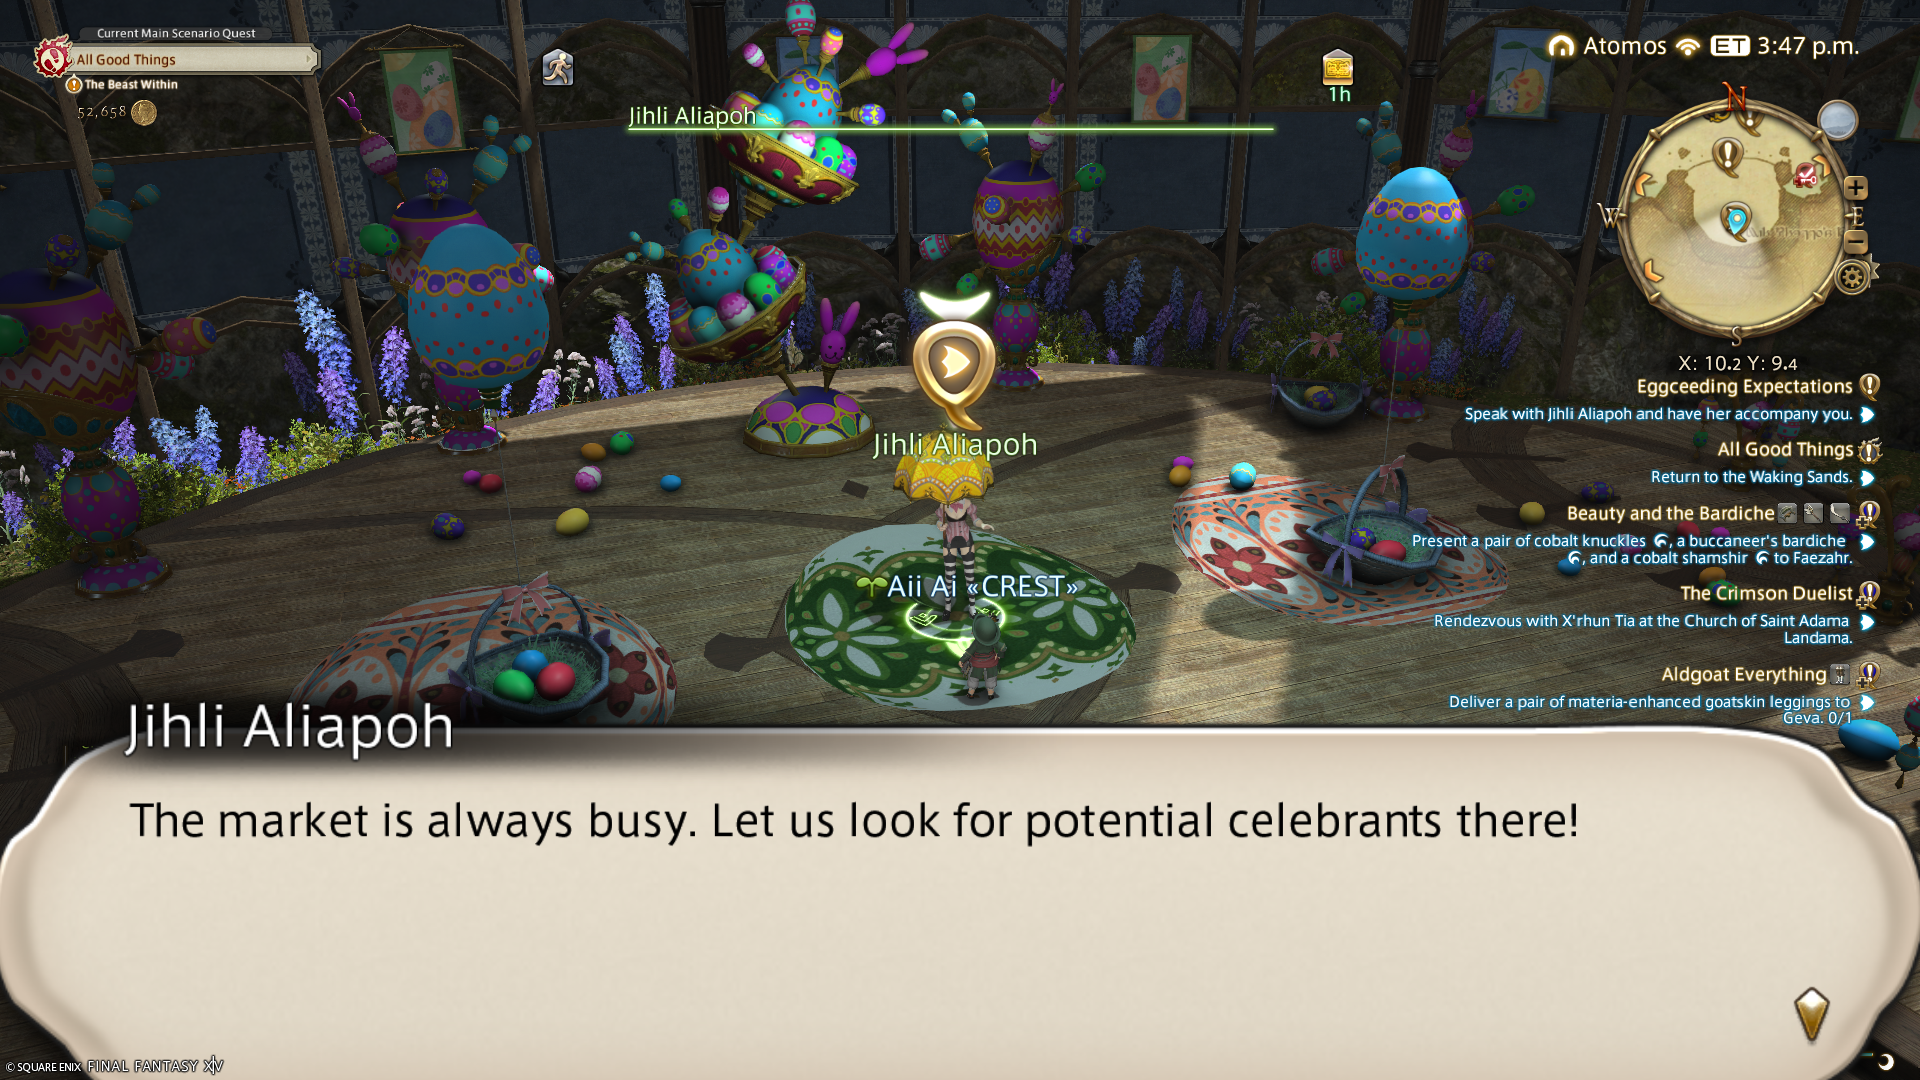 Current Main Scenario Quest
All Good Things
The Beast Within
52,658
1h
Atomos ET 3:47 p.m.
Jihli Aliapoh
N
W
E
S
X: 10.2 Y: 9.4
Eggceeding Expectations
Speak with Jihli Aliapoh and have her accompany you.
All Good Things
Return to the Waking Sands.
Beauty and the Bardiche
Present a pair of cobalt knuckles, a buccaneer's bardiche
, and a cobalt shamshir to Faezahr.
The Crimson Duelist
Rendezvous with X'rhun Tia at the Church of Saint Adama
Landama.
Aldgoat Everything
Deliver a pair of materia-enhanced goatskin leggings to
Geva. 0/1
Jihli Aliapoh
Aii Ai «CREST»
Jihli Aliapoh
The market is always busy. Let us look for potential celebrants there!
© SQUARE ENIX FINAL FANTASY XIV